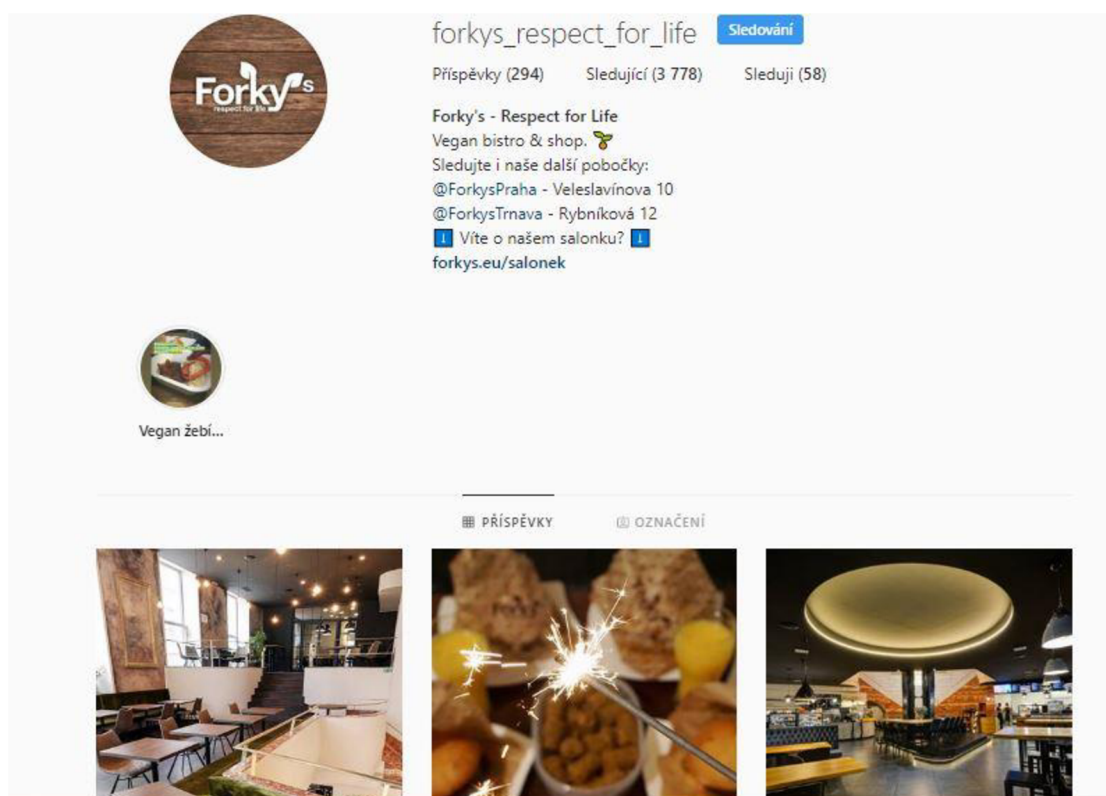 Forky's
respect for life
forkys_respect_for_life Sledování
Příspěvky (294) Sledující (3 778) Sleduji (58)
Forky's - Respect for Life
Vegan bistro & shop.
Sledujte i naše další pobočky:
@ForkysPraha - Veleslavínova 10
@ForkysTrnava - Rybníková 12
Víte o našem salonku?
forkys.eu/salonek
Vegan žebí...
PŘÍSPĚVKY OZNAČENÍ